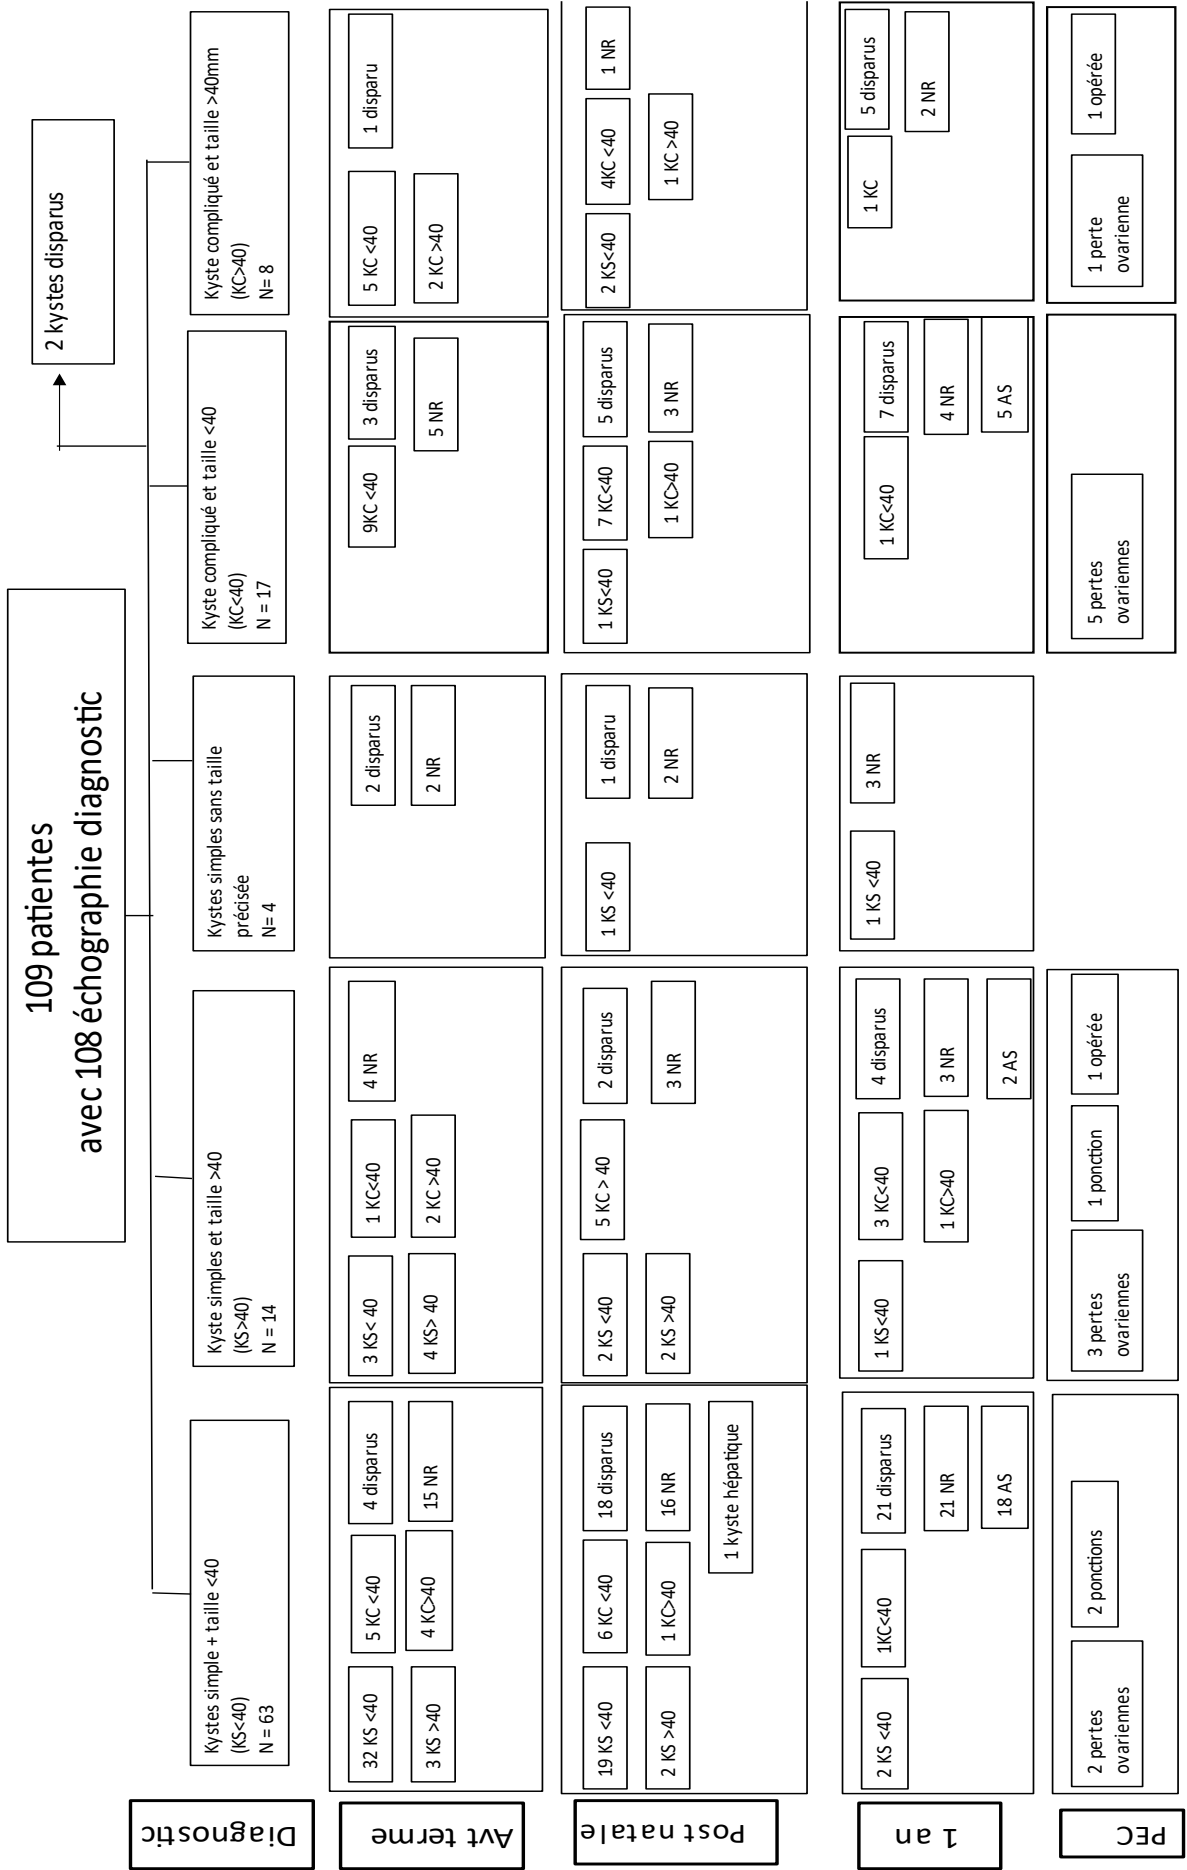 109 patientes
avec 108 échographie diagnostic
2 kystes disparus
Diagnostic
Kystes simple + taille <40
(KS<40)
N = 63
Kyste simples et taille >40
(KS>40)
N = 14
Kystes simples sans taille
précisée
N= 4
Kyste compliqué et taille <40
(KC<40)
N = 17
Kyste compliqué et taille >40mm
(KC>40)
N= 8
Avt terme
32 KS <40
5 KC <40
4 disparus
3 KS >40
4 KC>40
15 NR
3 KS< 40
1 KC<40
4 NR
4 KS> 40
2 KC >40
2 disparus
2 NR
9KC <40
3 disparus
5 NR
5 KC <40
1 disparu
2 KC >40
Post natale
19 KS <40
6 KC <40
18 disparus
2 KS >40
1 KC>40
16 NR
1 kyste hépatique
2 KS <40
5 KC > 40
2 disparus
2 KS >40
3 NR
1 KS <40
1 disparu
2 NR
1 KS<40
7 KC<40
5 disparus
1 KC>40
3 NR
2 KS<40
4KC <40
1 NR
1 KC >40
1 an
2 KS <40
1KC<40
21 disparus
21 NR
18 AS
1 KS<40
3 KC<40
4 disparus
1 KC>40
3 NR
2 AS
1 KS <40
3 NR
1 KC<40
7 disparus
4 NR
5 AS
1 KC
5 disparus
2 NR
PEC
2 pertes
ovariennes
2 ponctions
3 pertes
ovariennes
1 ponction
1 opérée
5 pertes
ovariennes
1 perte
ovarienne
1 opérée